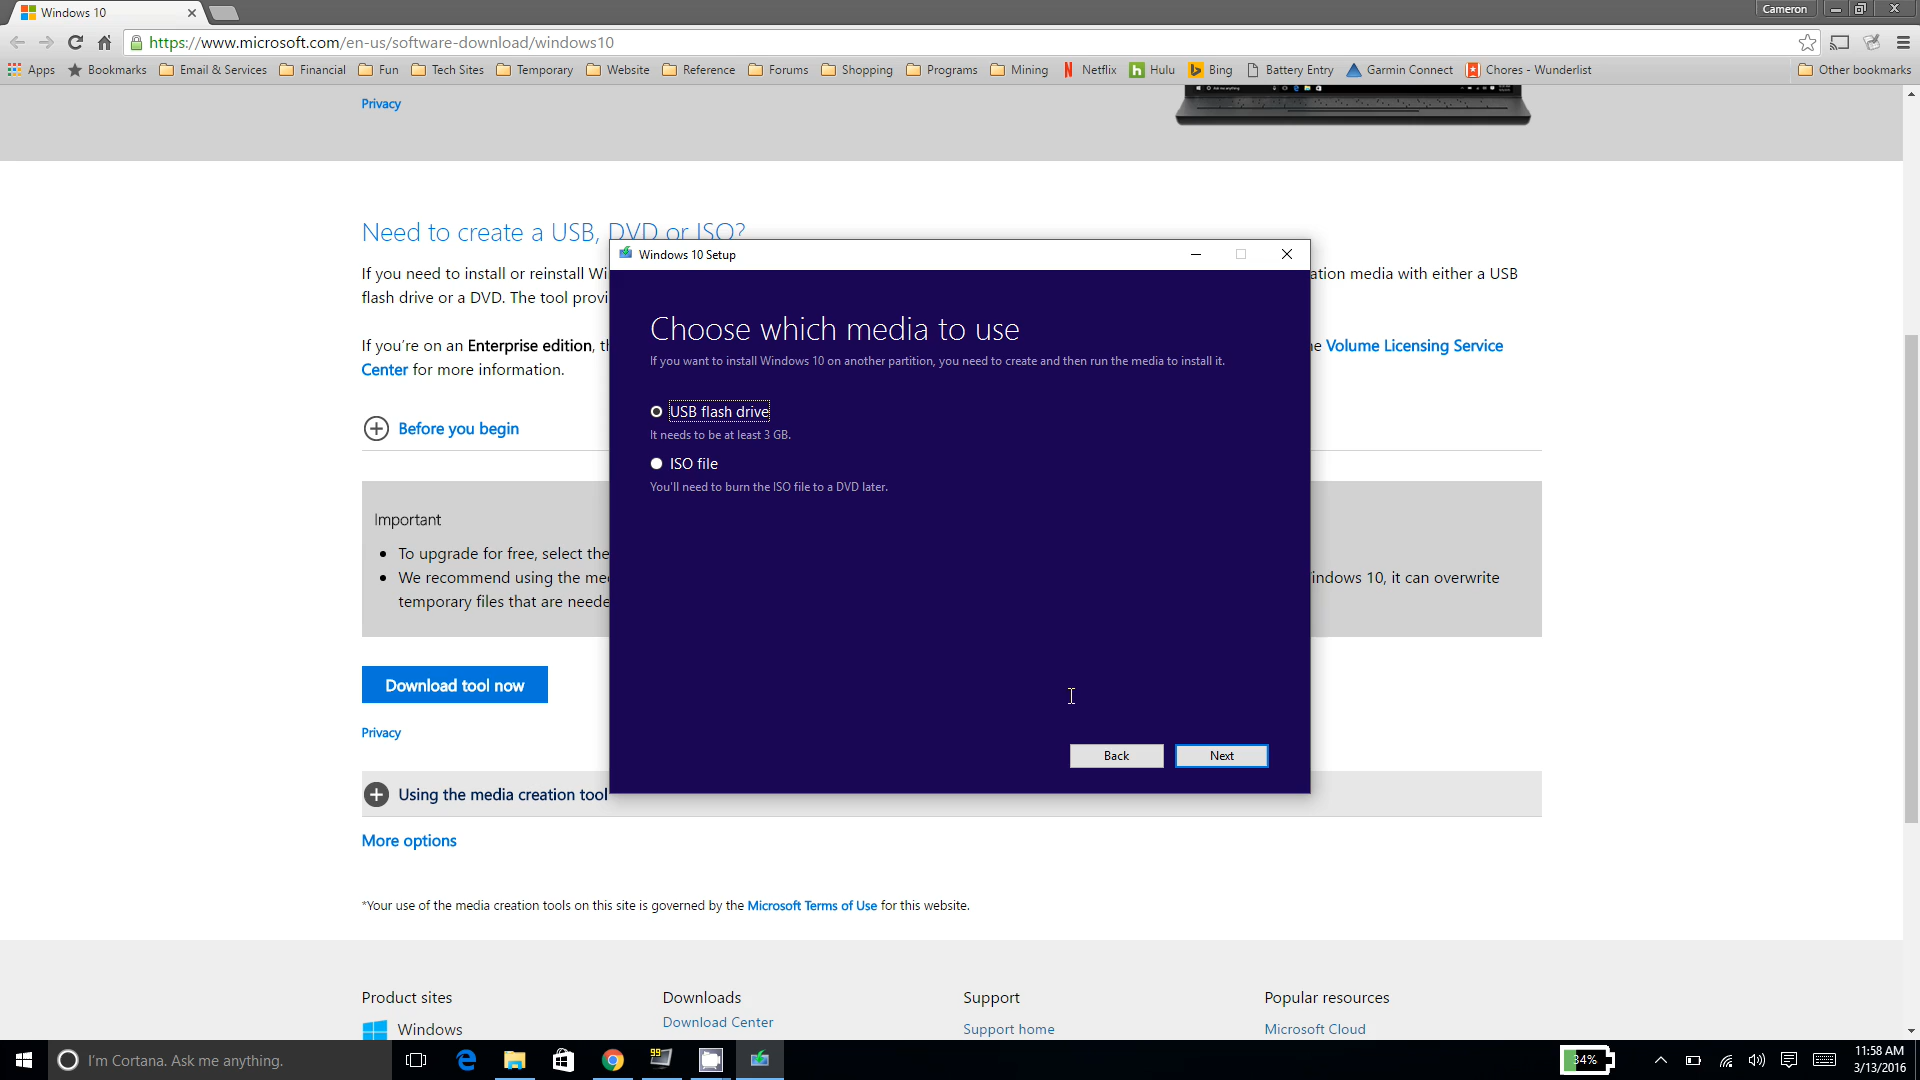 Windows 10
Cameron
https://www.microsoft.com/en-us/software-download/windows10
Apps Bookmarks Email & Services Financial Fun Tech Sites Temporary Website Reference Forums Shopping Programs Mining Netflix Hulu Bing Battery Entry Garmin Connect Chores - Wunderlist Other bookmarks
Privacy
Need to create a USB, DVD or ISO?
Windows 10 Setup
If you need to install or reinstall Wi
ation media with either a USB
flash drive or a DVD. The tool provi
Choose which media to use
If you're on an Enterprise edition, th
he Volume Licensing Service
If you want to install Windows 10 on another partition, you need to create and then run the media to install it.
Center for more information.
USB flash drive
It needs to be at least 3 GB.
Before you begin
ISO file
You'll need to burn the ISO file to a DVD later.
Important
To upgrade for free, select the
We recommend using the me
indows 10, it can overwrite
temporary files that are neede
Download tool now
Privacy
Back Next
Using the media creation tool
More options
*Your use of the media creation tools on this site is governed by the Microsoft Terms of Use for this website.
Product sites Downloads Support Popular resources
Windows Download Center Support home Microsoft Cloud
I'm Cortana. Ask me anything.
99
34%
11:58 AM
3/13/2016